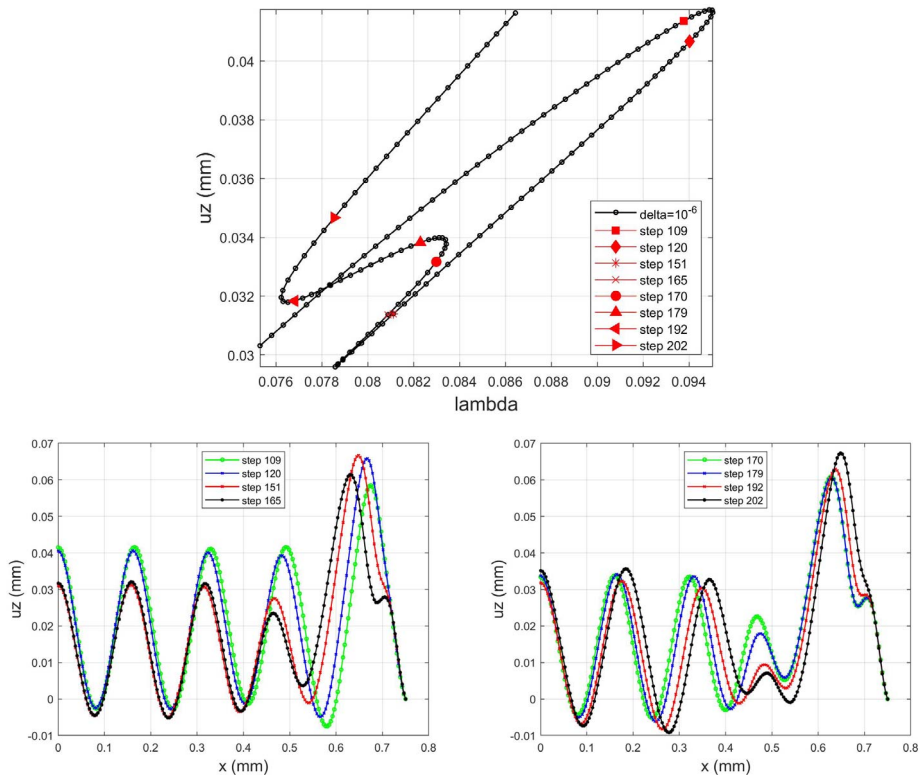 0.04
0.038
0.036
0.034
0.032
0.03
uz (mm)
0.076 0.078 0.08 0.082 0.084 0.086 0.088 0.09 0.092 0.094
lambda
delta=10⁻⁶
step 109
step 120
step 151
step 165
step 170
step 179
step 192
step 202
0.07
0.06
0.05
0.04
0.03
0.02
0.01
0
-0.01
uz (mm)
0 0.1 0.2 0.3 0.4 0.5 0.6 0.7 0.8
x (mm)
step 109
step 120
step 151
step 165
0.07
0.06
0.05
0.04
0.03
0.02
0.01
0
-0.01
uz (mm)
0 0.1 0.2 0.3 0.4 0.5 0.6 0.7 0.8
x (mm)
step 170
step 179
step 192
step 202